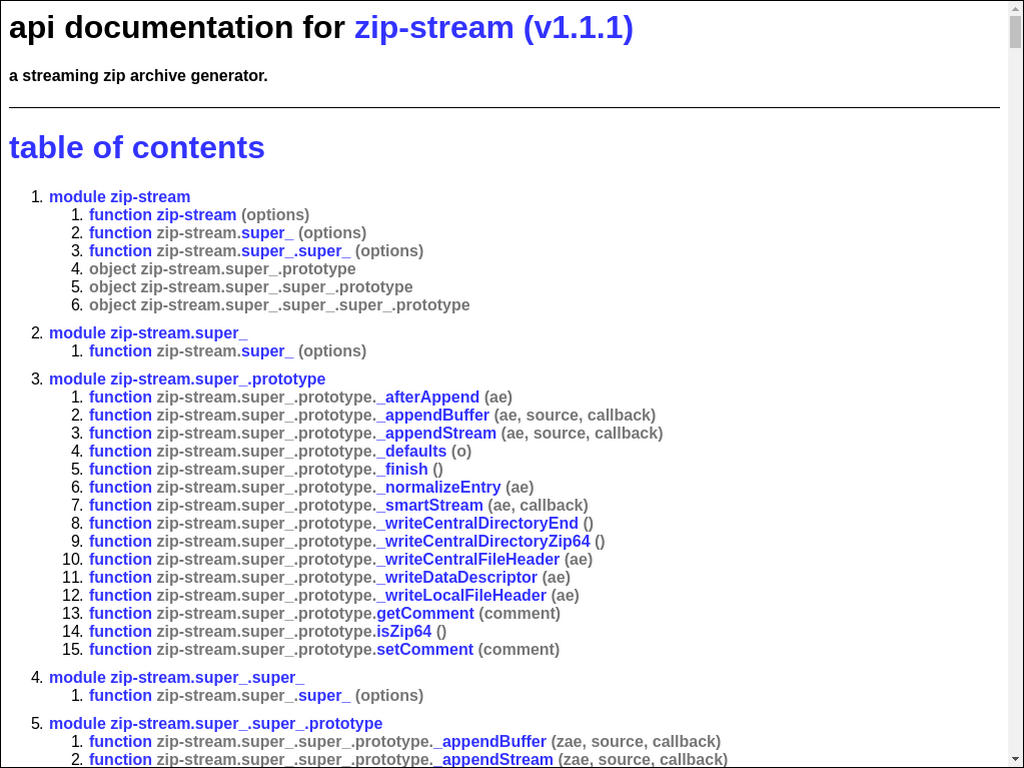 api documentation for zip-stream (v1.1.1)
a streaming zip archive generator.
table of contents
1. module zip-stream
1. function zip-stream (options)
2. function zip-stream.super_ (options)
3. function zip-stream.super_.super_ (options)
4. object zip-stream.super_.prototype
5. object zip-stream.super_.super_.prototype
6. object zip-stream.super_.super_.super_.prototype
2. module zip-stream.super_
1. function zip-stream.super_ (options)
3. module zip-stream.super_.prototype
1. function zip-stream.super_.prototype._afterAppend (ae)
2. function zip-stream.super_.prototype._appendBuffer (ae, source, callback)
3. function zip-stream.super_.prototype._appendStream (ae, source, callback)
4. function zip-stream.super_.prototype._defaults (o)
5. function zip-stream.super_.prototype._finish ()
6. function zip-stream.super_.prototype._normalizeEntry (ae)
7. function zip-stream.super_.prototype._smartStream (ae, callback)
8. function zip-stream.super_.prototype._writeCentralDirectoryEnd ()
9. function zip-stream.super_.prototype._writeCentralDirectoryZip64 ()
10. function zip-stream.super_.prototype._writeCentralFileHeader (ae)
11. function zip-stream.super_.prototype._writeDataDescriptor (ae)
12. function zip-stream.super_.prototype._writeLocalFileHeader (ae)
13. function zip-stream.super_.prototype.getComment (comment)
14. function zip-stream.super_.prototype.isZip64 ()
15. function zip-stream.super_.prototype.setComment (comment)
4. module zip-stream.super_.super_
1. function zip-stream.super_.super_ (options)
5. module zip-stream.super_.super_.prototype
1. function zip-stream.super_.super_.prototype._appendBuffer (zae, source, callback)
2. function zip-stream.super_.super_.prototype._appendStream (zae, source, callback)